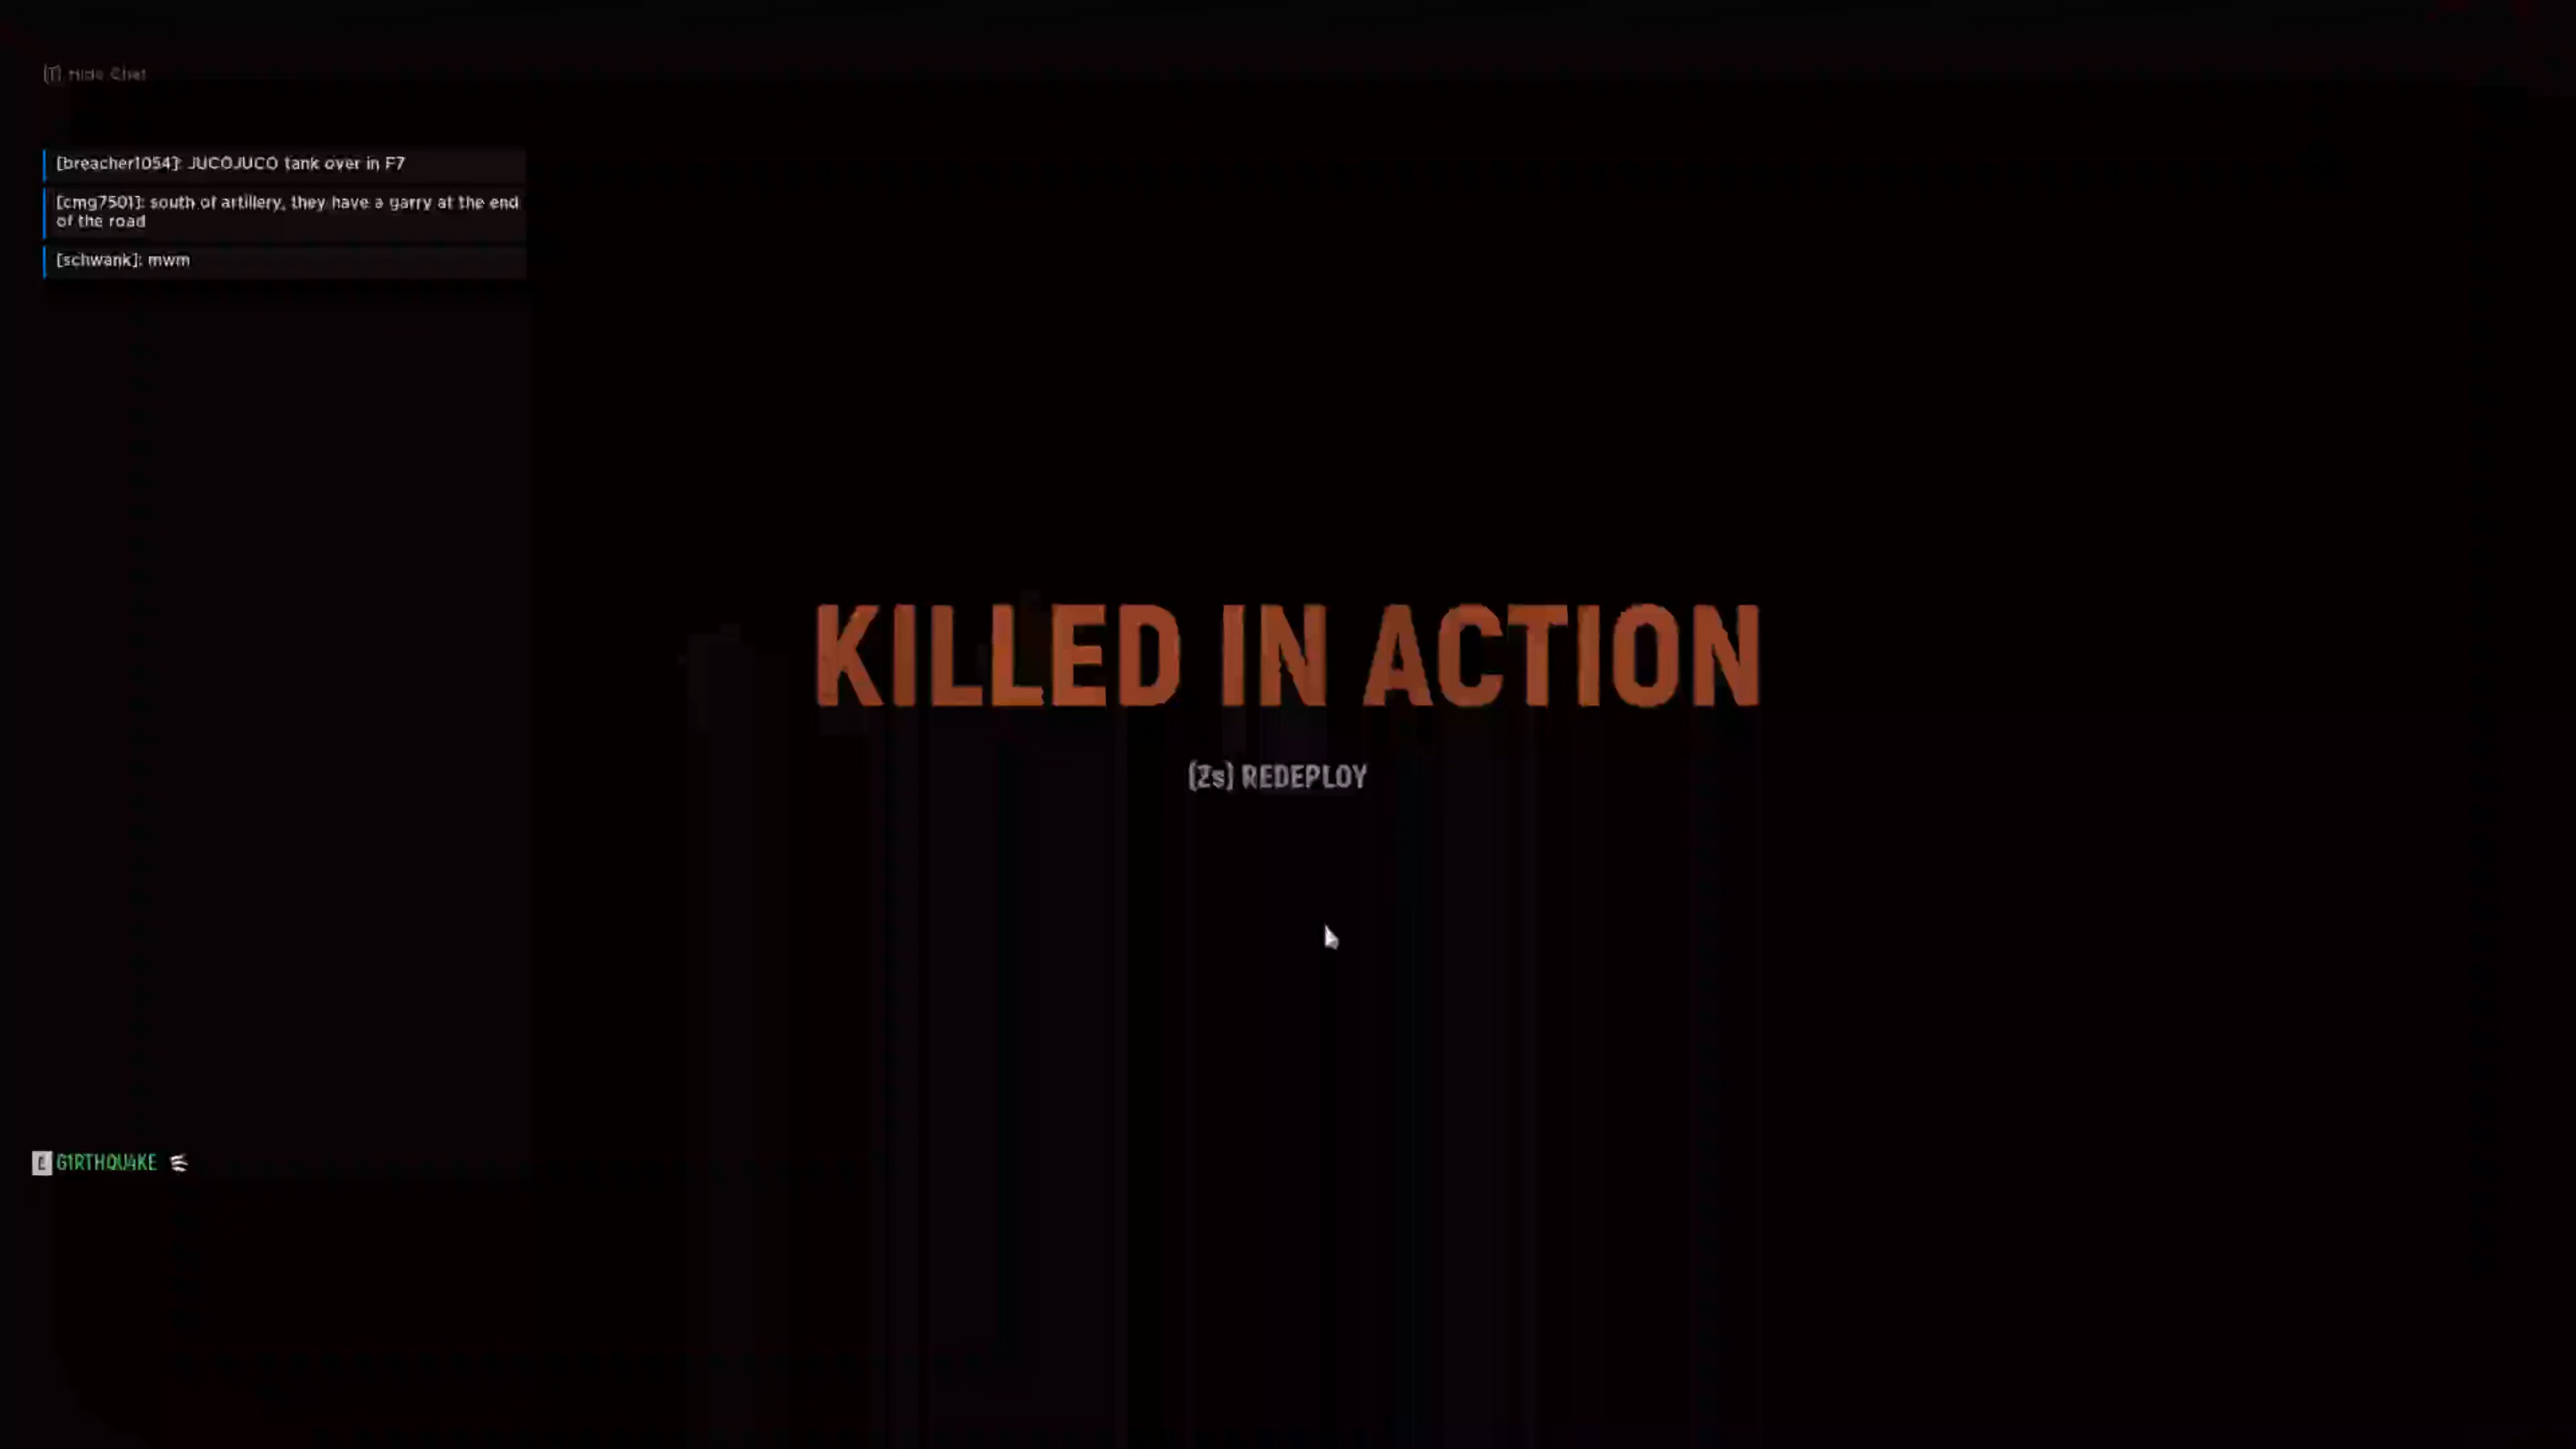 [T] Hide Chat
[breacher1054]: JUCOJUCO tank over in F7
[cmg7501]: south of artillery, they have a garry at the end
of the road
[schwank]: mwm
KILLED IN ACTION
[2s] REDEPLOY
G1RTHQU4KE